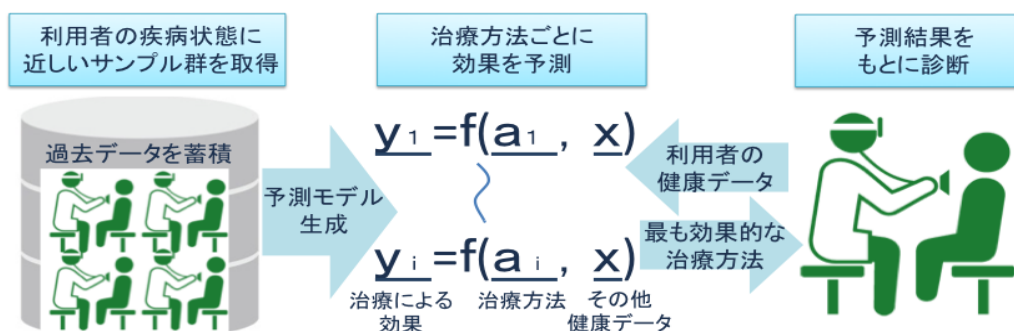 利用者の疾病状態に
近しいサンプル群を取得
治療方法ごとに
効果を予測
予測結果を
もとに診断
過去データを蓄積
予測モデル
生成
y₁=f(a₁, x)
yᵢ=f(aᵢ, x)
治療による
効果
治療方法
その他
健康データ
利用者の
健康データ
最も効果的な
治療方法